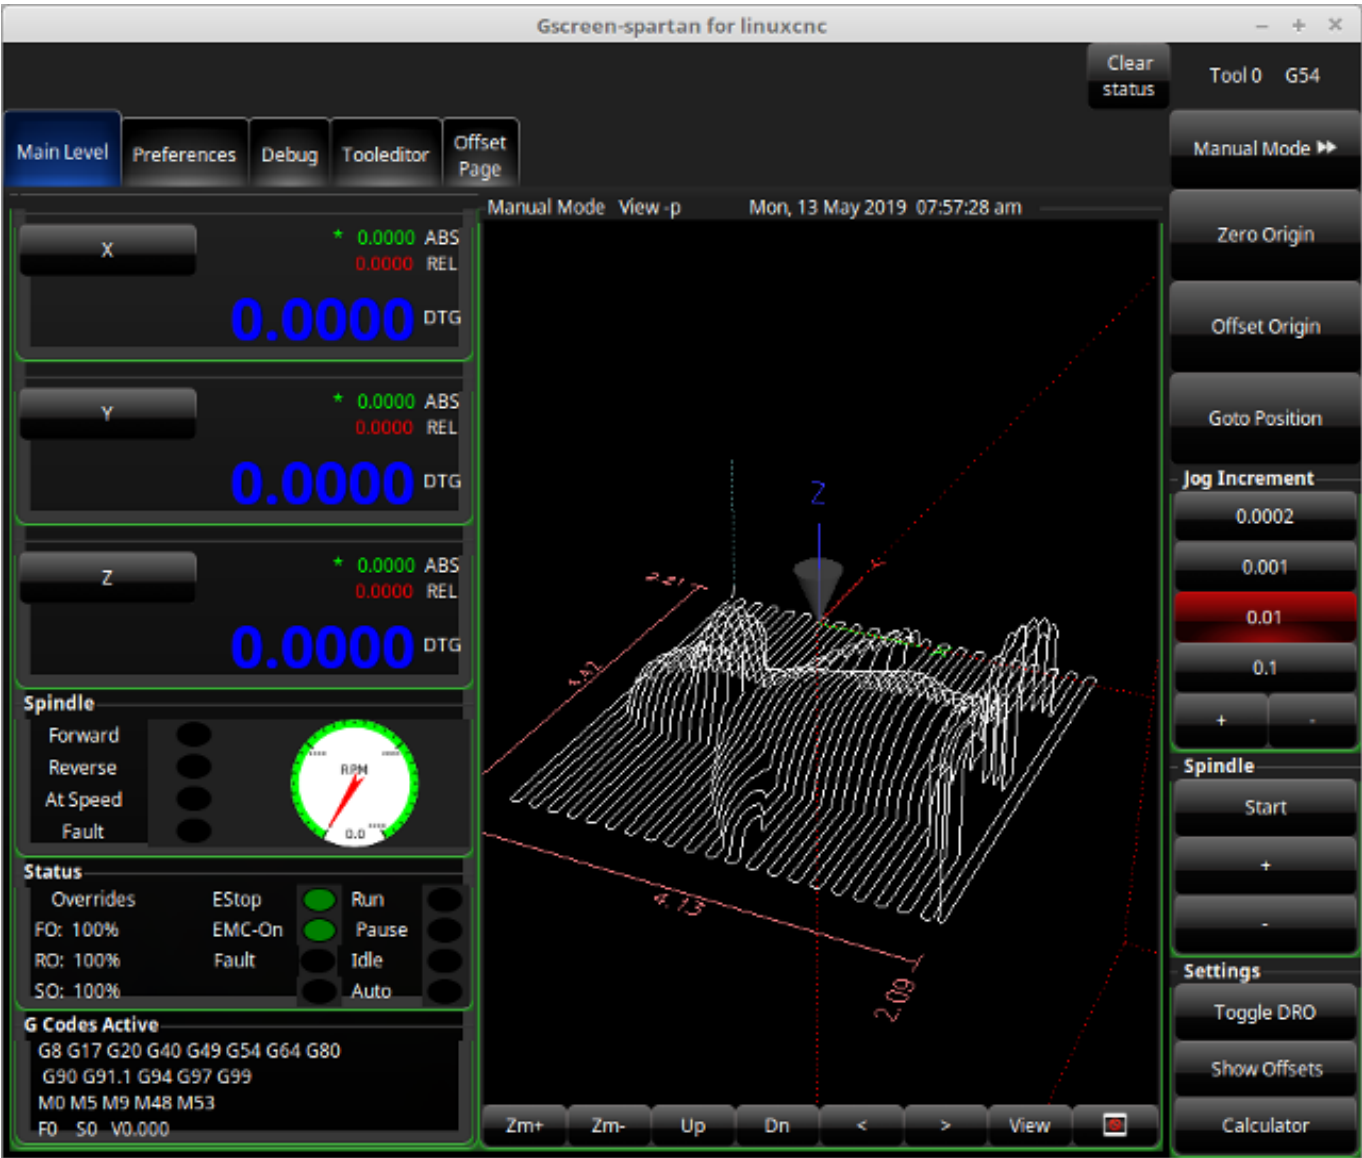 Gscreen-spartan for linuxcnc
Clear
status
Tool 0 G54
Main Level
Preferences
Debug
Tooleditor
Offset
Page
Manual Mode
Manual Mode View -p Mon, 13 May 2019 07:57:28 am
X
* 0.0000 ABS
0.0000 REL
0.0000 DTG
Y
* 0.0000 ABS
0.0000 REL
0.0000 DTG
Z
* 0.0000 ABS
0.0000 REL
0.0000 DTG
Spindle
Forward
Reverse
At Speed
Fault
RPM
0.0
Status
Overrides EStop Run
FO: 100% EMC-On Pause
RO: 100% Fault Idle
SO: 100% Auto
G Codes Active
G8 G17 G20 G40 G49 G54 G64 G80
G90 G91.1 G94 G97 G99
M0 M5 M9 M48 M53
F0 S0 V0.000
Z
4.13
2.09
Zm+ Zm- Up Dn < > View
Zero Origin
Offset Origin
Goto Position
Jog Increment
0.0002
0.001
0.01
0.1
+ -
Spindle
Start
+
-
Settings
Toggle DRO
Show Offsets
Calculator